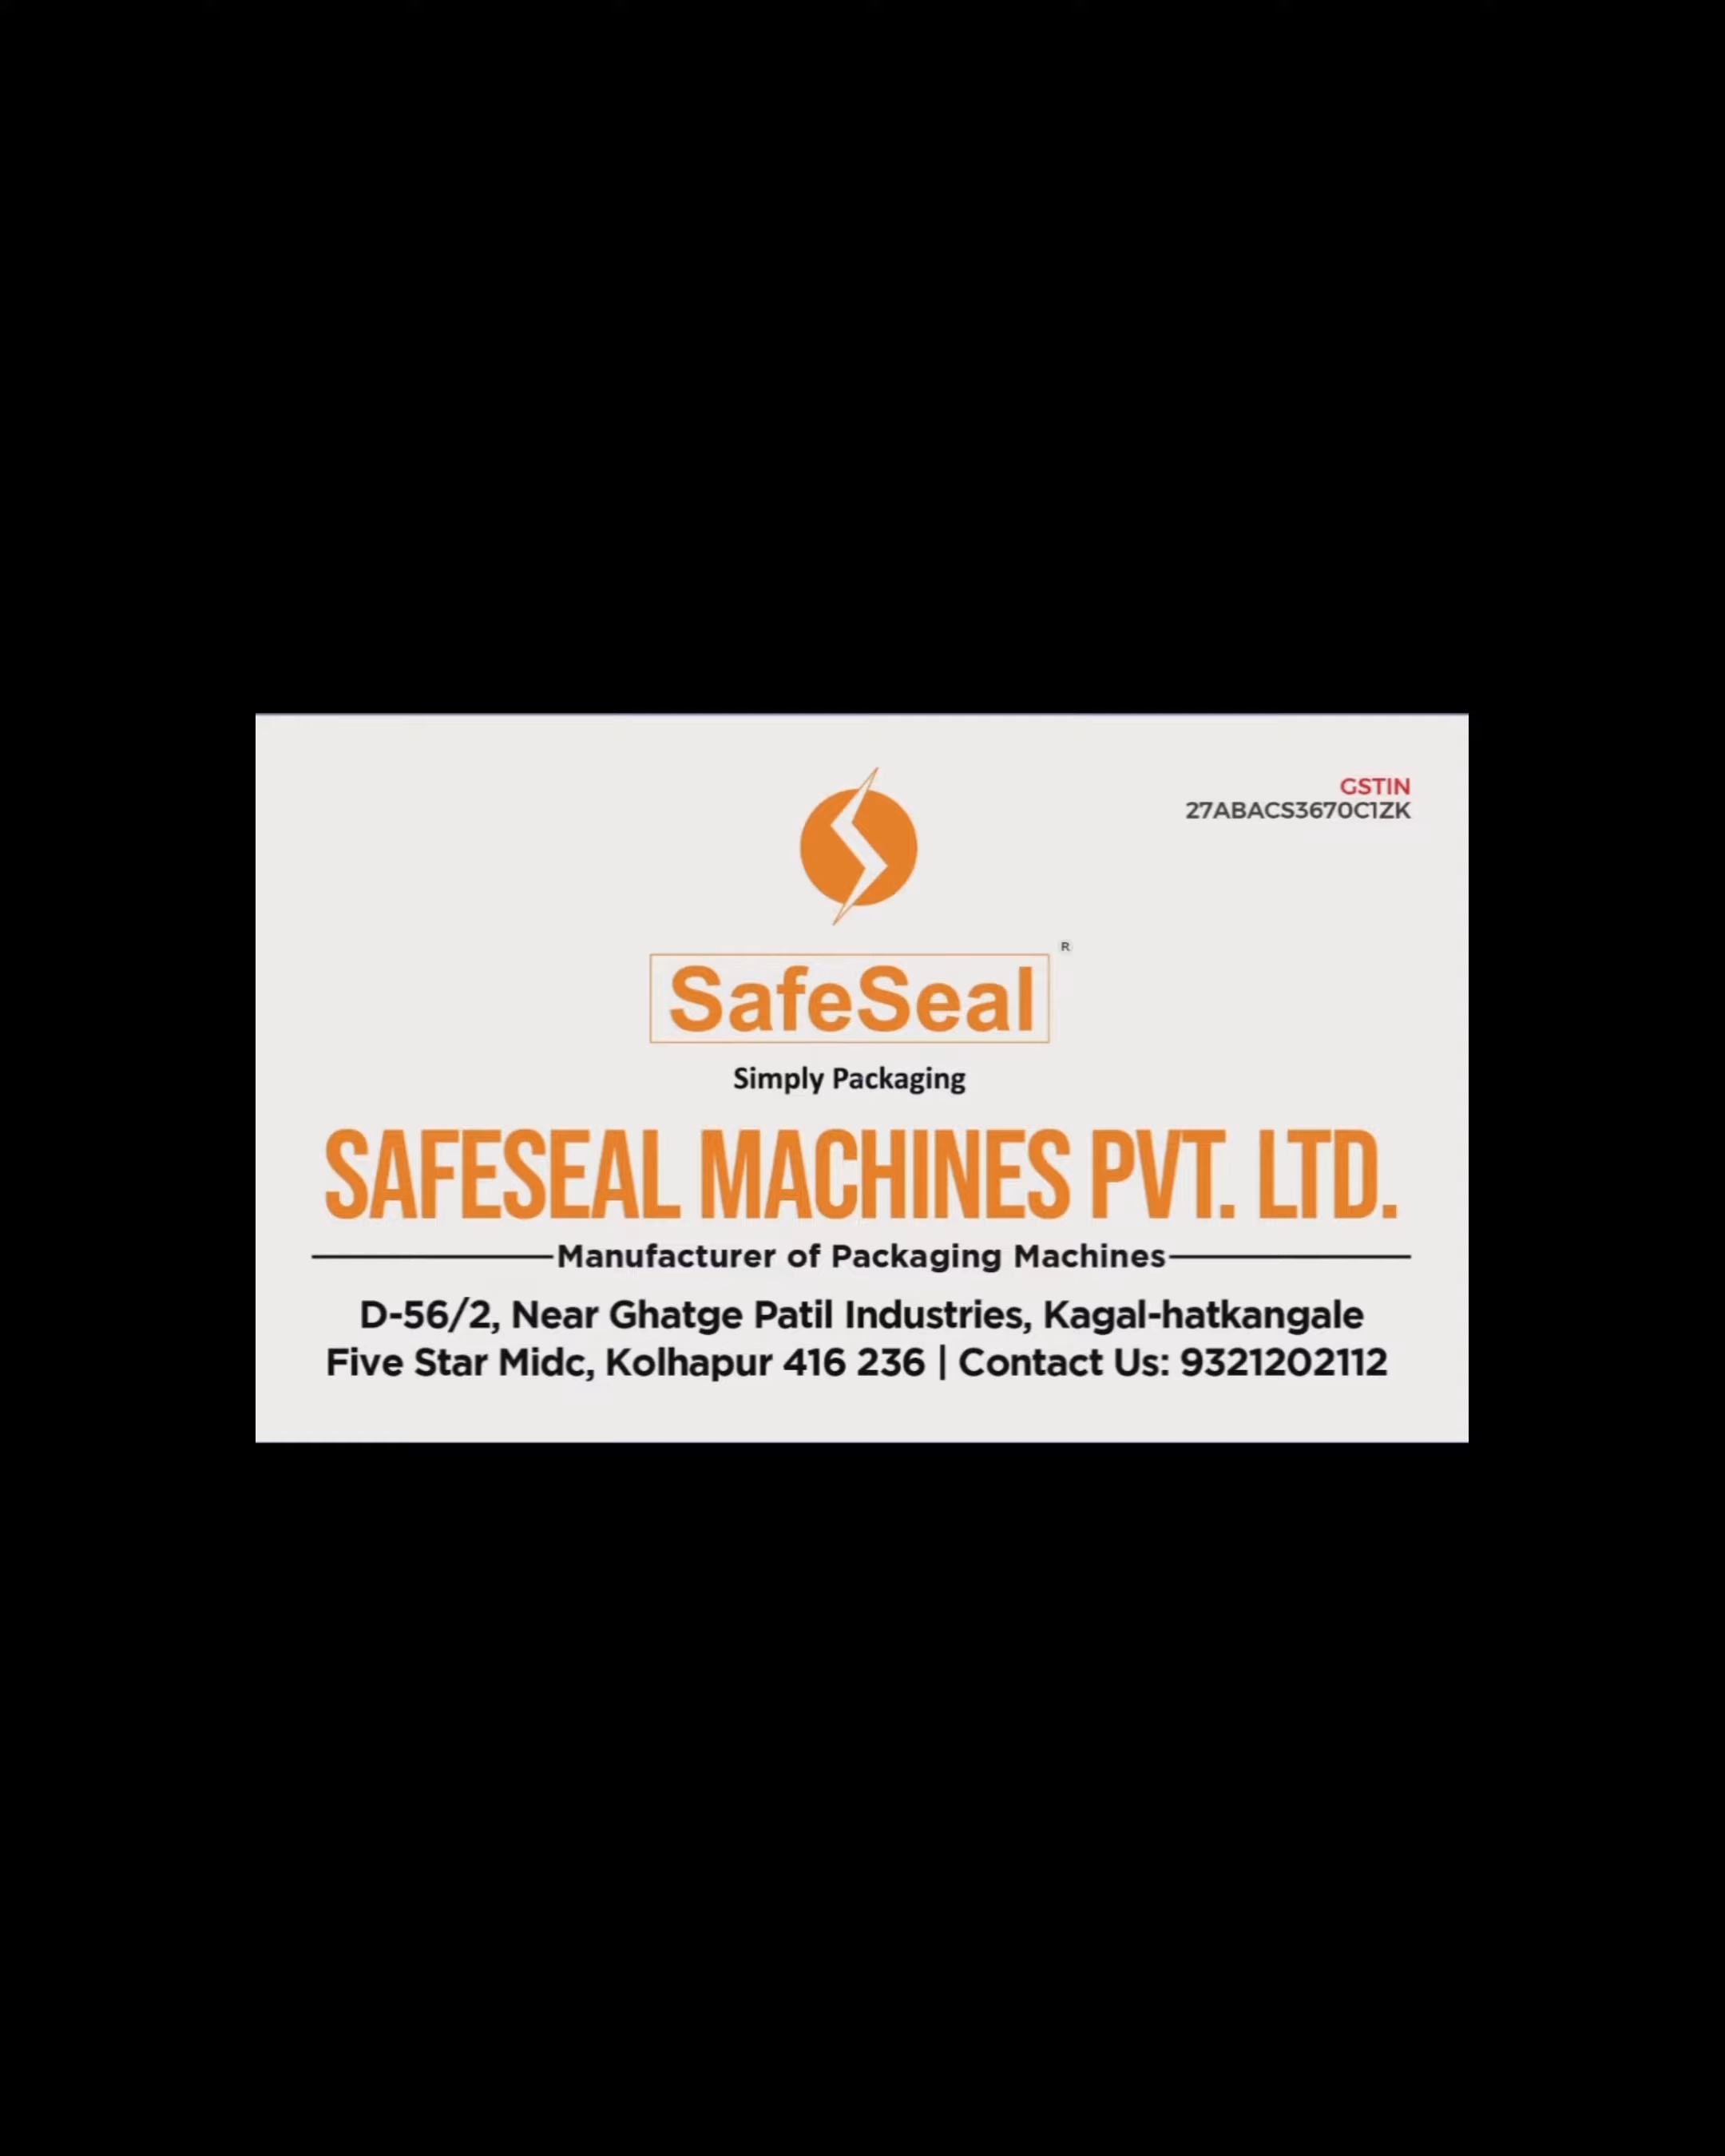 GSTIN
27ABACS3670C1ZK
R
SafeSeal
Simply Packaging
SAFESEAL MACHINES PVT. LTD.
Manufacturer of Packaging Machines
D-56/2, Near Ghatge Patil Industries, Kagal-hatkangale
Five Star Midc, Kolhapur 416 236 | Contact Us: 9321202112